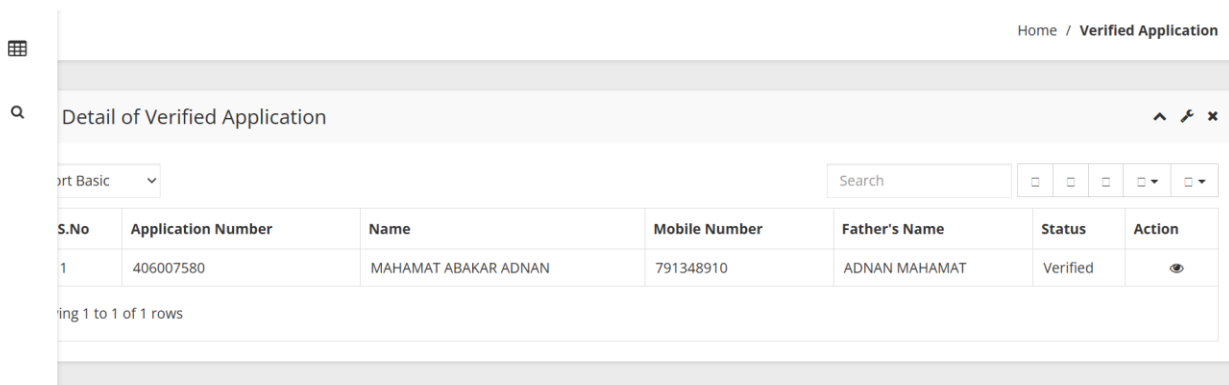 Home / Verified Application
Detail of Verified Application
ort Basic
Search
S.No Application Number Name Mobile Number Father's Name Status Action
1 406007580 MAHAMAT ABAKAR ADNAN 791348910 ADNAN MAHAMAT Verified
ing 1 to 1 of 1 rows